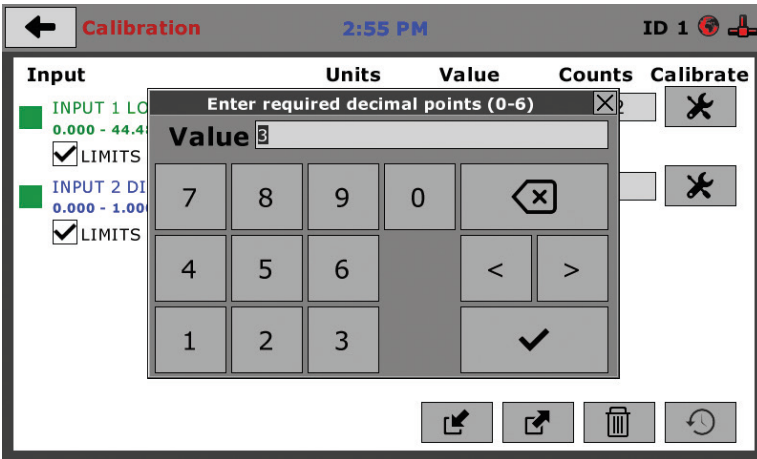 Calibration 2:55 PM ID 1
Input Units Value Counts Calibrate
INPUT 1 LO
0.000 - 44.48
LIMITS
INPUT 2 DI
0.000 - 1.000
LIMITS
Enter required decimal points (0-6)
Value 3
7 8 9 0
4 5 6 < >
1 2 3